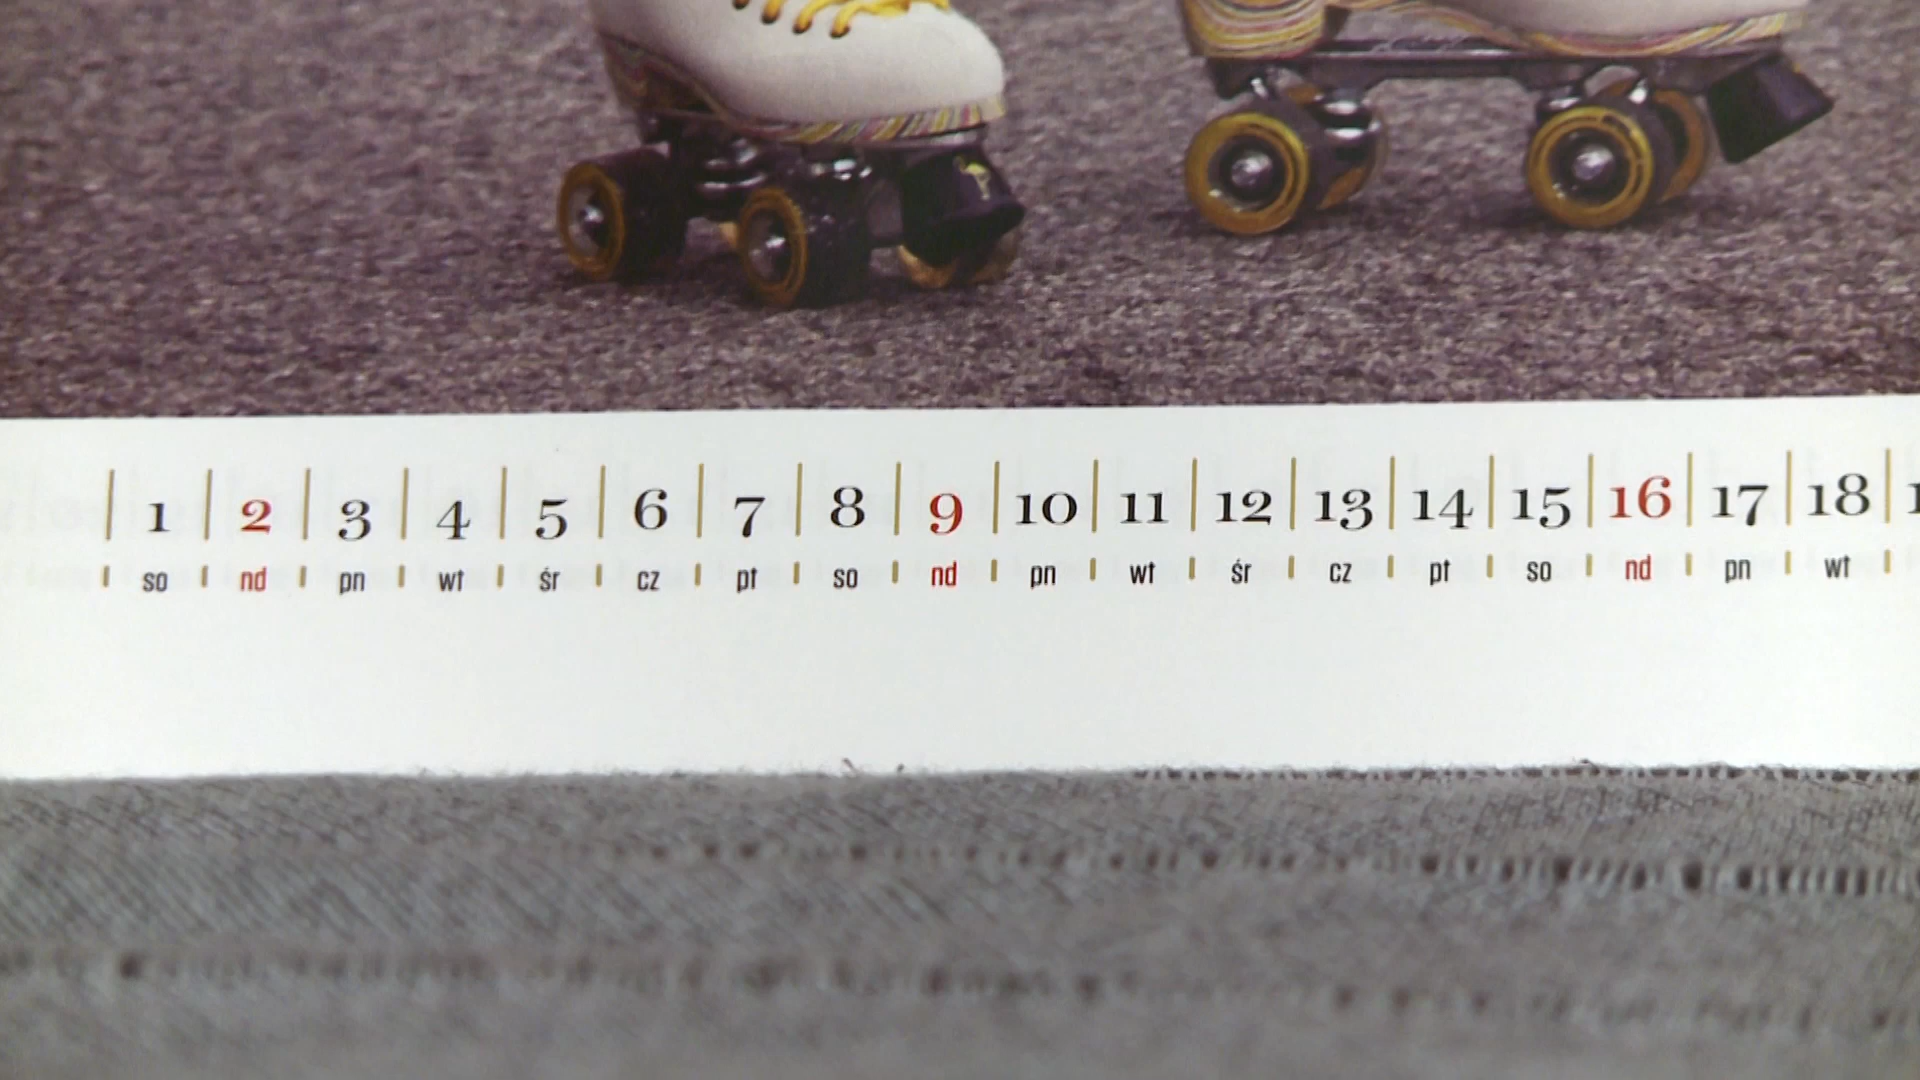 1 2 3 4 5 6 7 8 9 10 11 12 13 14 15 16 17 18
so nd pn wt śr cz pt so nd pn wt śr cz pt so nd pn wt